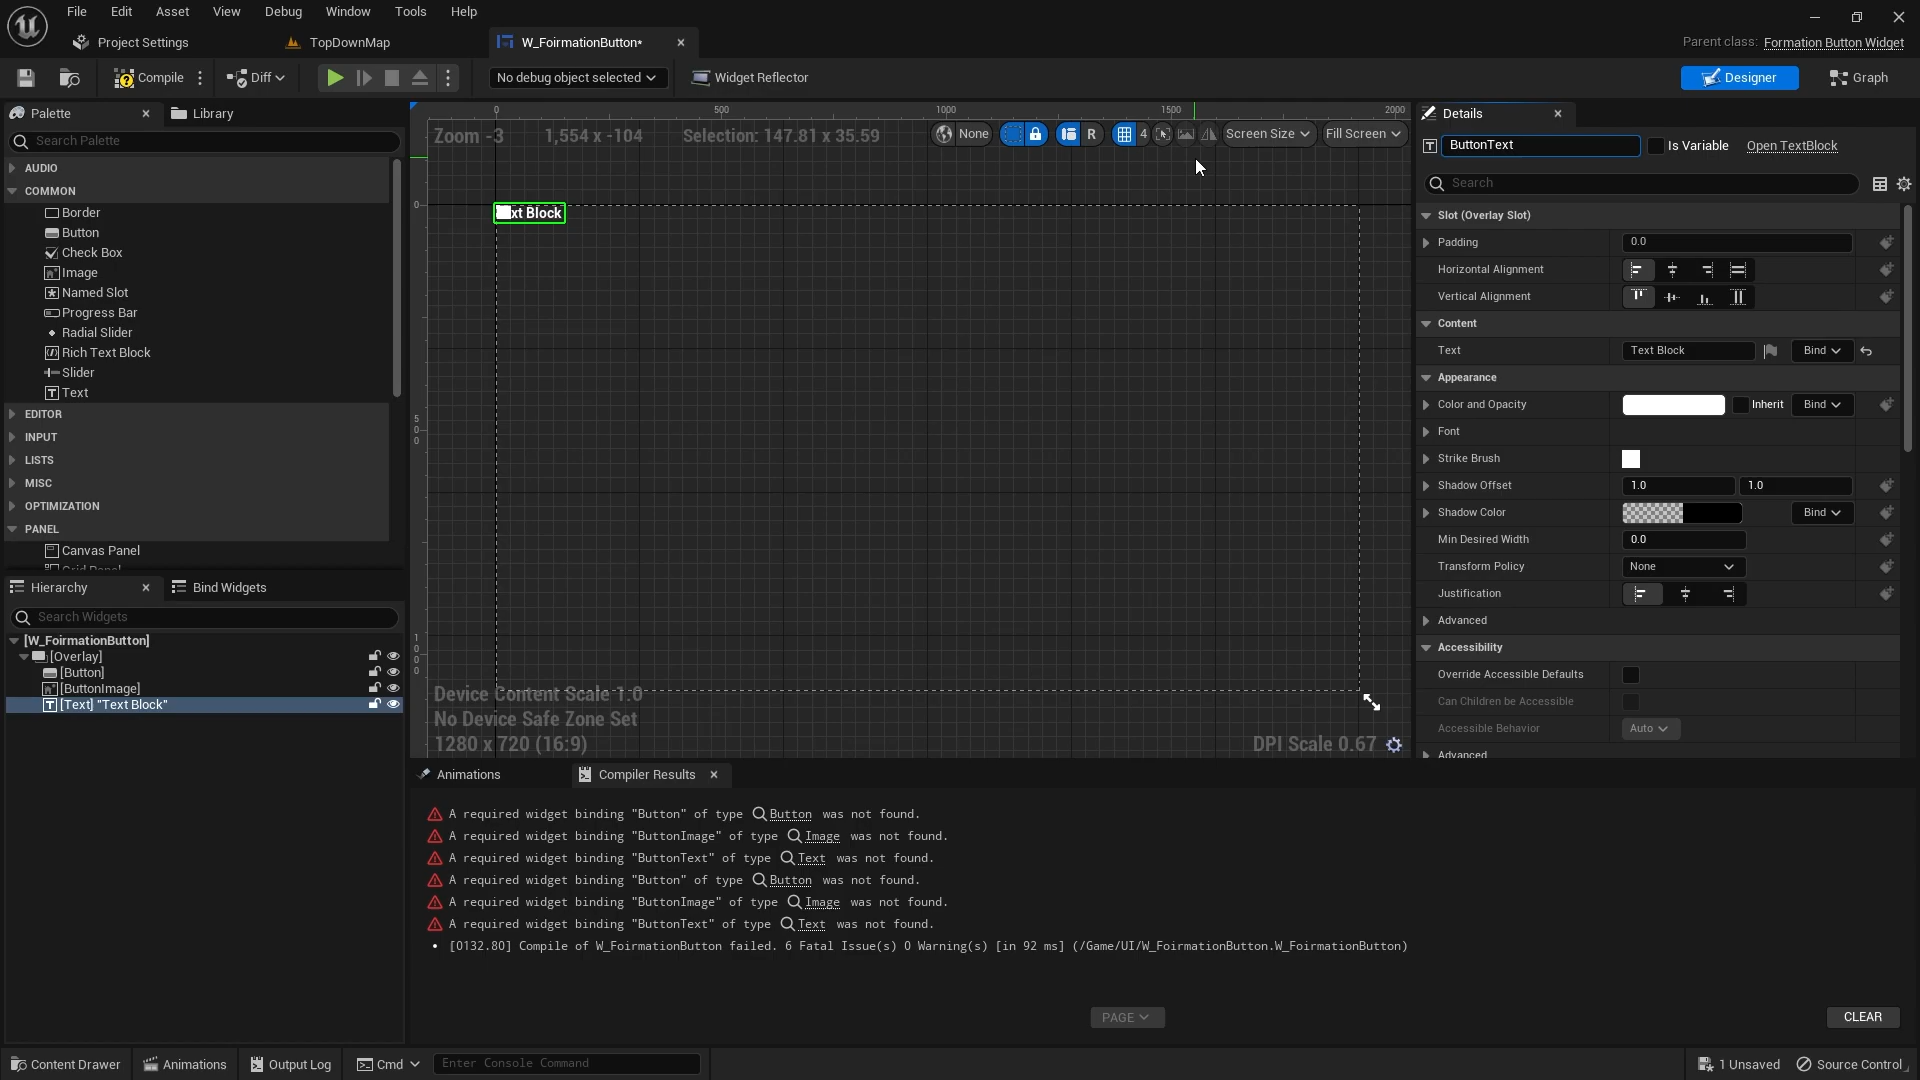 File Edit Asset View Debug Window Tools Help
Project Settings
TopDownMap
W_FoirmationButton*
Parent class: Formation Button Widget
Compile
Diff
No debug object selected
Widget Reflector
Designer
Graph
Palette
Library
Search Palette
AUDIO
COMMON
Border
Button
Check Box
Image
Named Slot
Progress Bar
Radial Slider
Rich Text Block
Slider
Text
EDITOR
INPUT
LISTS
MISC
OPTIMIZATION
PANEL
Canvas Panel
Grid Panel
Hierarchy
Bind Widgets
Search Widgets
[W_FoirmationButton]
[Overlay]
[Button]
[ButtonImage]
[Text] "Text Block"
0 500 1000 1500 2000
Zoom -3
1,554 x -104
Selection: 147.81 x 35.59
None
R
4
Screen Size
Fill Screen
0
500
1000
xt Block
Device Content Scale 1.0
No Device Safe Zone Set
1280 x 720 (16:9)
DPI Scale 0.67
Details
ButtonText
Is Variable
Open TextBlock
Search
Slot (Overlay Slot)
Padding 0.0
Horizontal Alignment
Vertical Alignment
Content
Text Text Block Bind
Appearance
Color and Opacity Inherit Bind
Font
Strike Brush
Shadow Offset 1.0 1.0
Shadow Color Bind
Min Desired Width 0.0
Transform Policy None
Justification
Advanced
Accessibility
Override Accessible Defaults
Can Children be Accessible
Accessible Behavior Auto
Advanced
Animations
Compiler Results
A required widget binding "Button" of type Button was not found.
A required widget binding "ButtonImage" of type Image was not found.
A required widget binding "ButtonText" of type Text was not found.
A required widget binding "Button" of type Button was not found.
A required widget binding "ButtonImage" of type Image was not found.
A required widget binding "ButtonText" of type Text was not found.
[0132.80] Compile of W_FoirmationButton failed. 6 Fatal Issue(s) 0 Warning(s) [in 92 ms] (/Game/UI/W_FoirmationButton.W_FoirmationButton)
PAGE
CLEAR
Content Drawer
Animations
Output Log
Cmd
Enter Console Command
1 Unsaved
Source Control